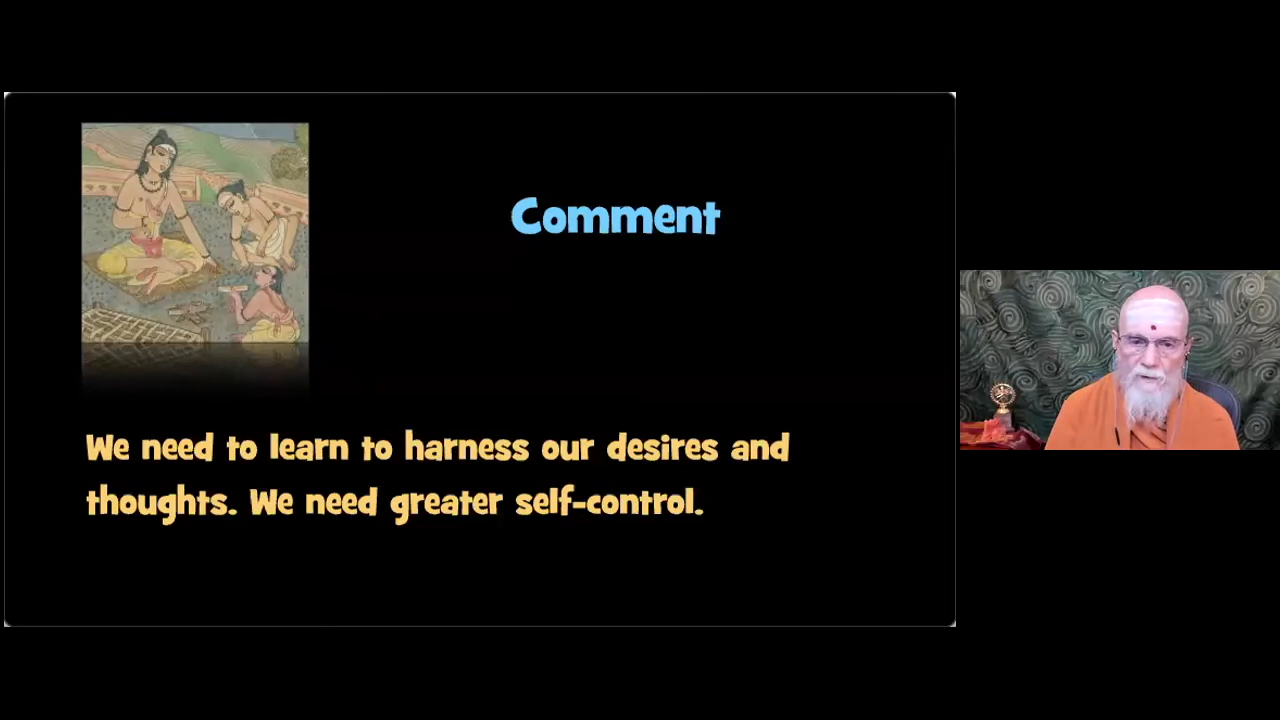 Comment
We need to learn to harness our desires and
thoughts. We need greater self-control.